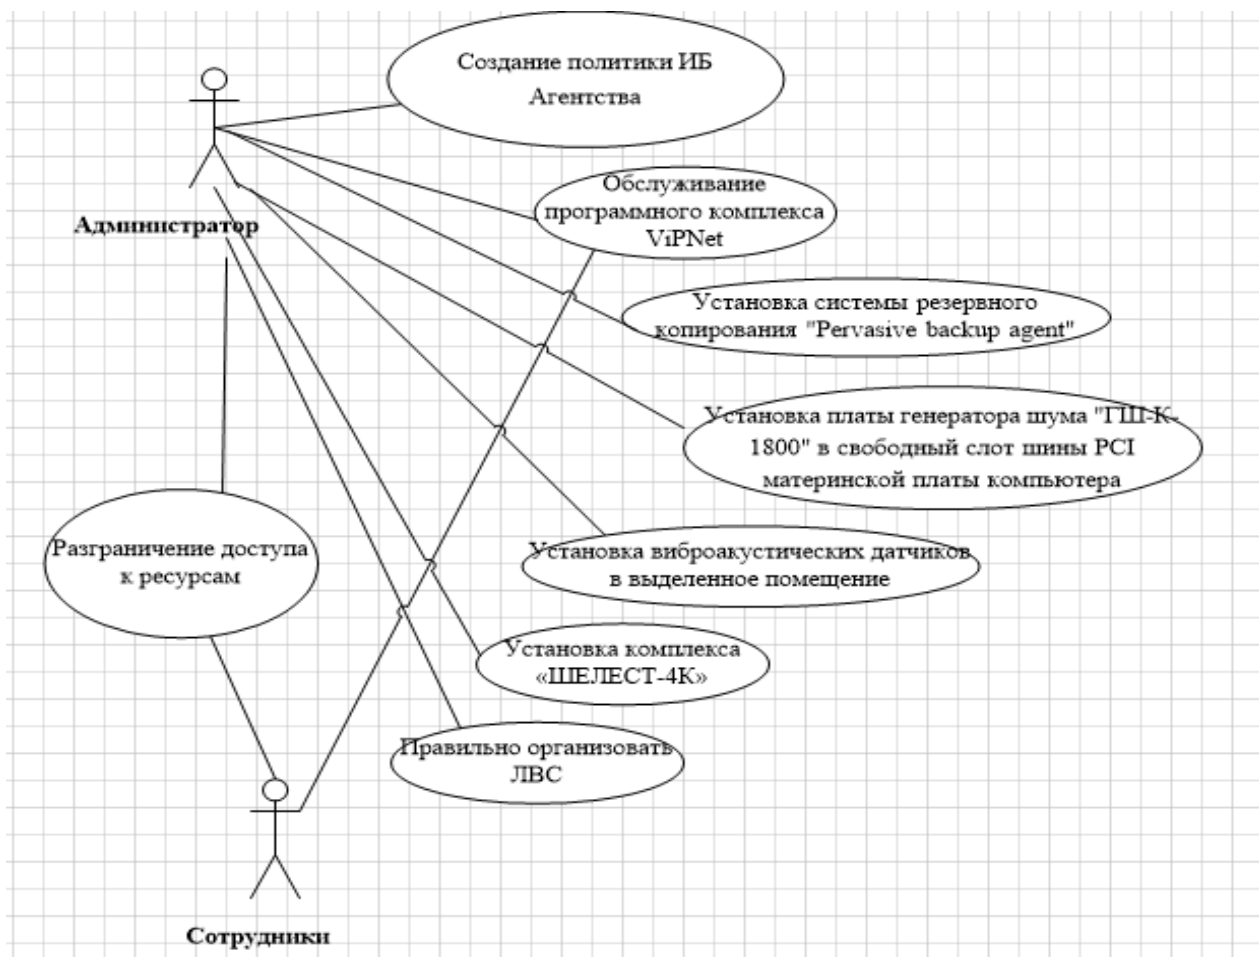 Создание политики ИБ
Агентства
Администратор
Обслуживание
программного комплекса
ViPNet
Установка системы резервного
копирования "Pervasive backup agent"
Установка платы генератора шума "ГШ-К-
1800" в свободный слот шины PCI
материнской платы компьютера
Разграничение доступа
к ресурсам
Установка виброакустических датчиков
в выделенное помещение
Установка комплекса
«ШЕЛЕСТ-4К»
Правильно организовать
ЛВС
Сотрудники